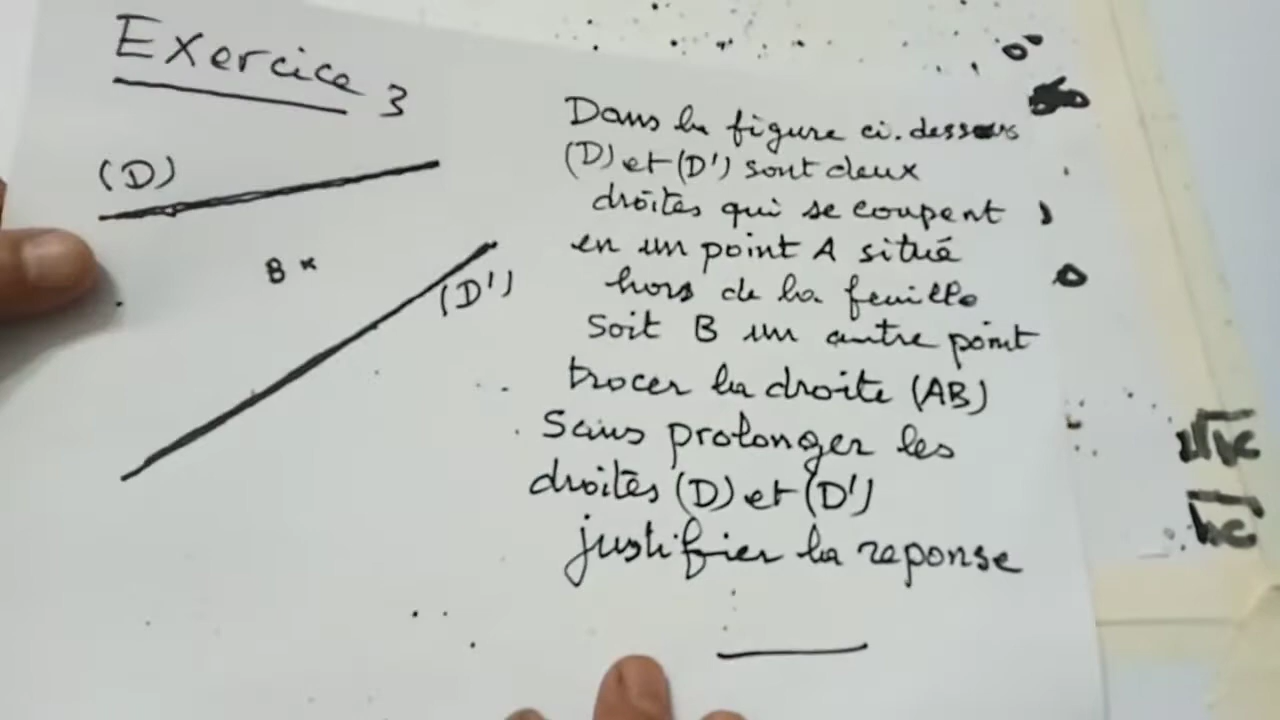 Exercice 3
(D)
B
(D')
Dans la figure ci.dessous
(D) et (D') sont deux
droites qui se coupent
en un point A situé
hors de la feuille
soit B un autre point
tracer la droite (AB)
Sans prolonger les
droites (D) et (D')
justifier la reponse